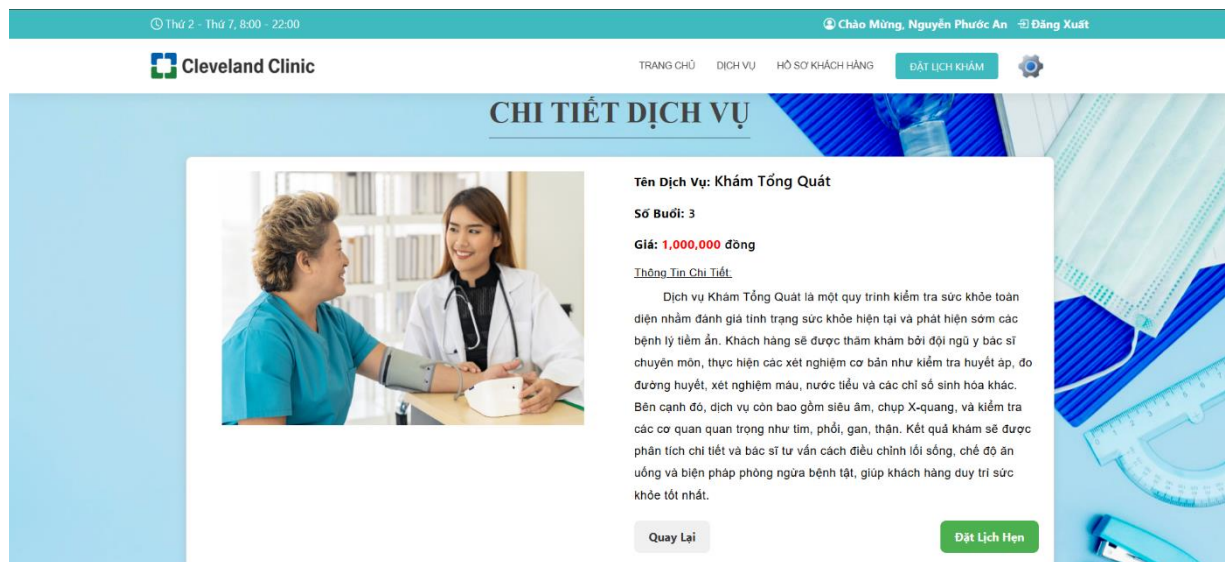 Thứ 2 - Thứ 7, 8:00 - 22:00
Chào Mừng, Nguyễn Phước An Đăng Xuất
Cleveland Clinic
TRANG CHỦ DỊCH VỤ HỒ SƠ KHÁCH HÀNG ĐẶT LỊCH KHÁM
CHI TIẾT DỊCH VỤ
Tên Dịch Vụ: Khám Tổng Quát
Số Buổi: 3
Giá: 1,000,000 đồng
Thông Tin Chi Tiết:
Dịch vụ Khám Tổng Quát là một quy trình kiểm tra sức khỏe toàn
diện nhằm đánh giá tình trạng sức khỏe hiện tại và phát hiện sớm các
bệnh lý tiềm ẩn. Khách hàng sẽ được thăm khám bởi đội ngũ y bác sĩ
chuyên môn, thực hiện các xét nghiệm cơ bản như kiểm tra huyết áp, đo
đường huyết, xét nghiệm máu, nước tiểu và các chỉ số sinh hóa khác.
Bên cạnh đó, dịch vụ còn bao gồm siêu âm, chụp X-quang, và kiểm tra
các cơ quan quan trọng như tim, phổi, gan, thận. Kết quả khám sẽ được
phân tích chi tiết và bác sĩ tư vấn cách điều chỉnh lối sống, chế độ ăn
uống và biện pháp phòng ngừa bệnh tật, giúp khách hàng duy trì sức
khỏe tốt nhất.
Quay Lại
Đặt Lịch Hẹn